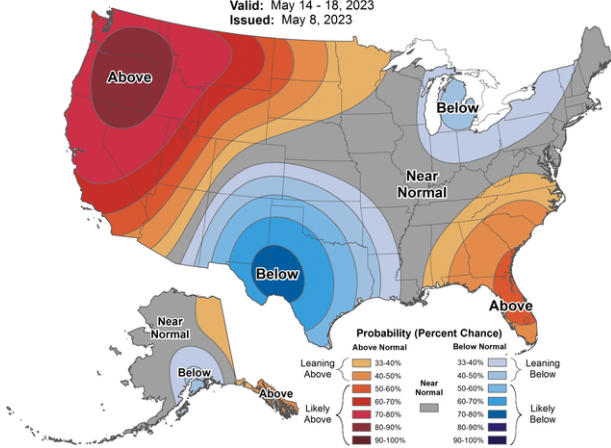 Valid: May 14 - 18, 2023
Issued: May 8, 2023
Above
Below
Near
Normal
Below
Above
Near
Normal
Below
Above
Probability (Percent Chance)
Above Normal
Below Normal
Leaning
Above
33-40%
40-50%
Likely
Above
50-60%
60-70%
70-80%
80-90%
90-100%
Near
Normal
33-40%
40-50%
Leaning
Below
50-60%
60-70%
70-80%
80-90%
90-100%
Likely
Below